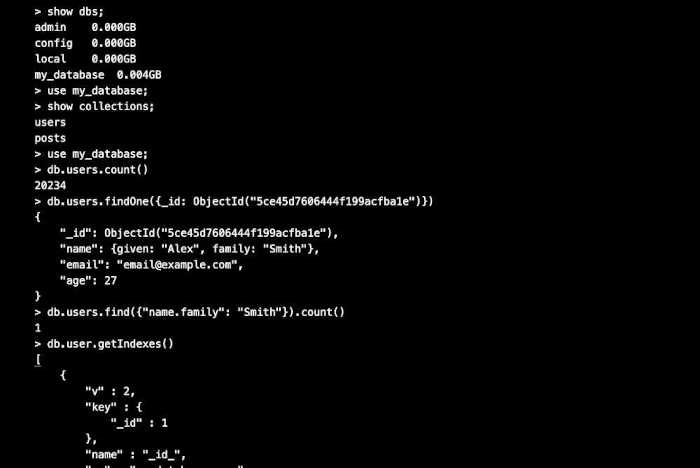 > show dbs;
admin    0.000GB
config   0.000GB
local    0.000GB
my_database  0.004GB
> use my_database;
> show collections;
users
posts
> use my_database;
> db.users.count()
20234
> db.users.findOne({_id: ObjectId("5ce45d7606444f199acfba1e")})
{
    "_id": ObjectId("5ce45d7606444f199acfba1e"),
    "name": {given: "Alex", family: "Smith"},
    "email": "email@example.com",
    "age": 27
}
> db.users.find({"name.family": "Smith"}).count()
1
> db.user.getIndexes()
[
    {
        "v" : 2,
        "key" : {
            "_id" : 1
        },
        "name" : "_id_",